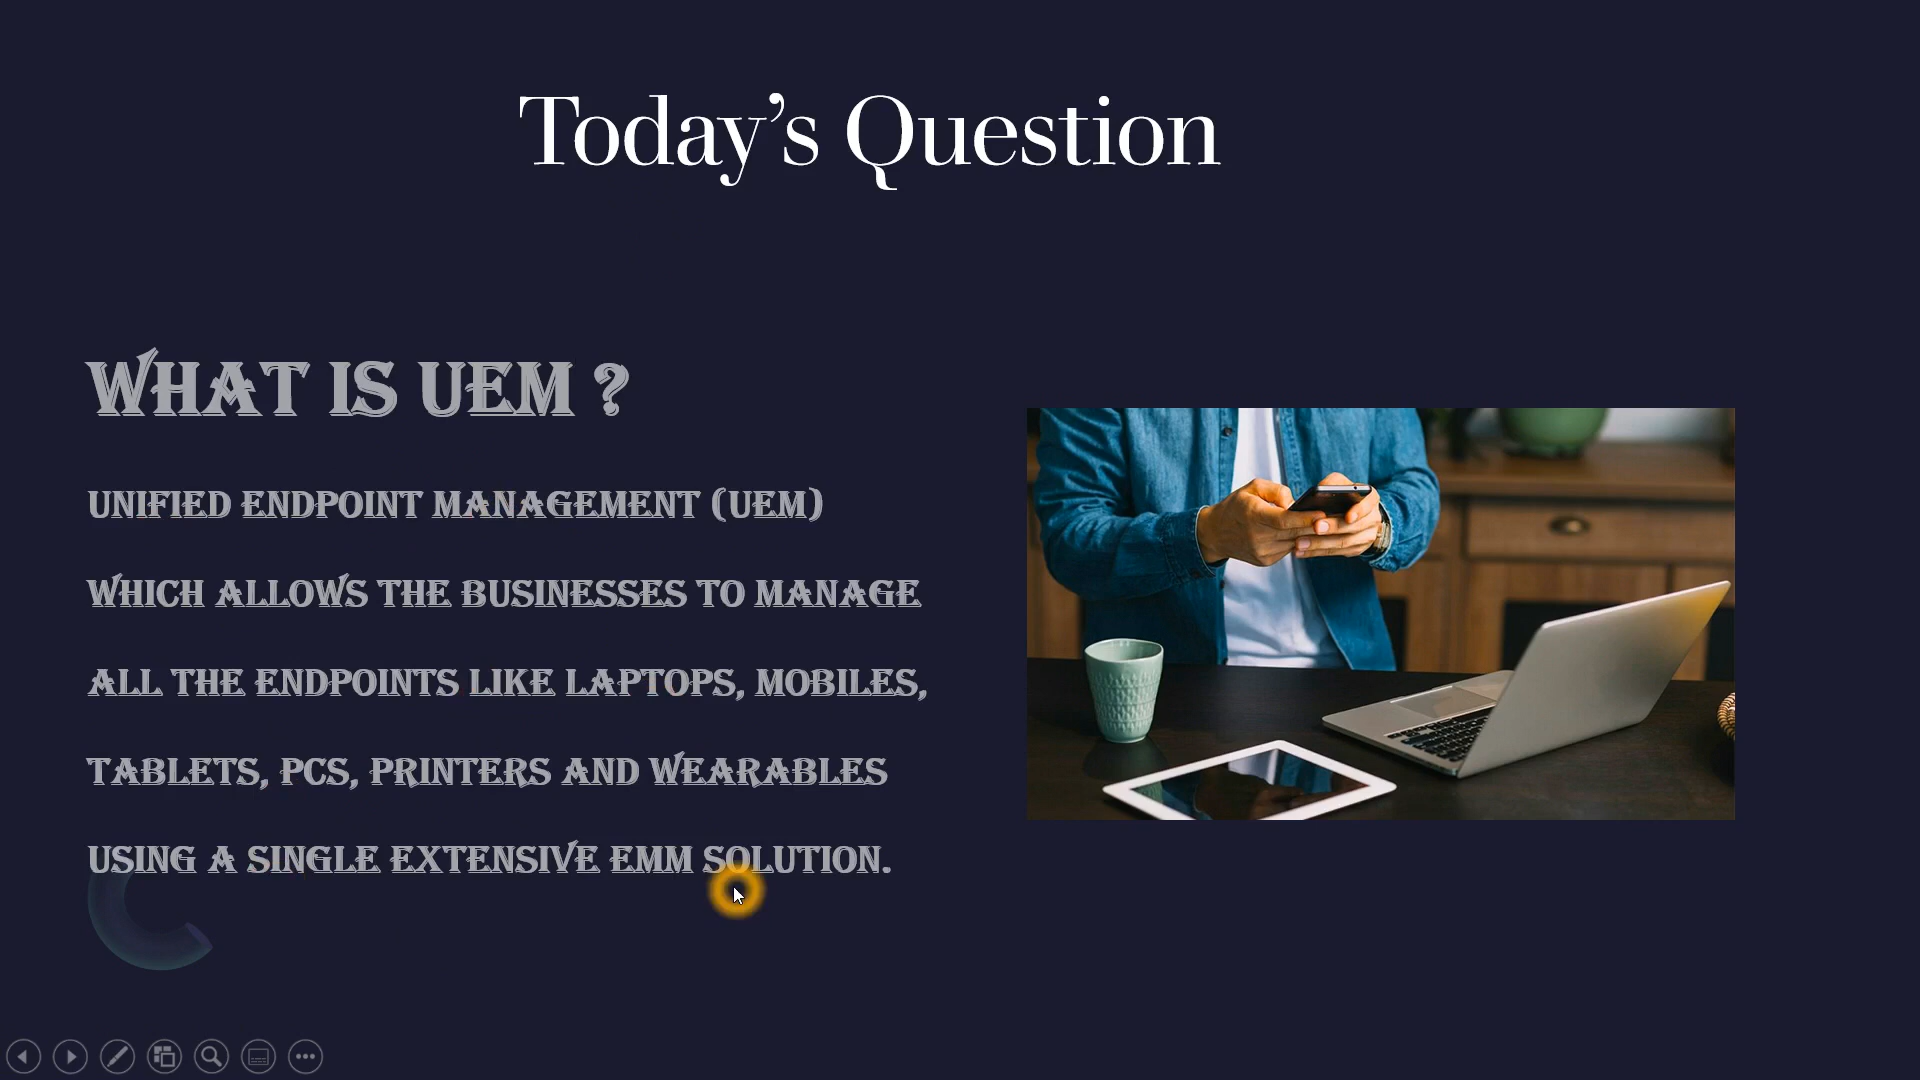 Today’s Question
WHAT IS UEM ?
UNIFIED ENDPOINT MANAGEMENT (UEM)
WHICH ALLOWS THE BUSINESSES TO MANAGE
ALL THE ENDPOINTS LIKE LAPTOPS, MOBILES,
TABLETS, PCS, PRINTERS AND WEARABLES
USING A SINGLE EXTENSIVE EMM SOLUTION.